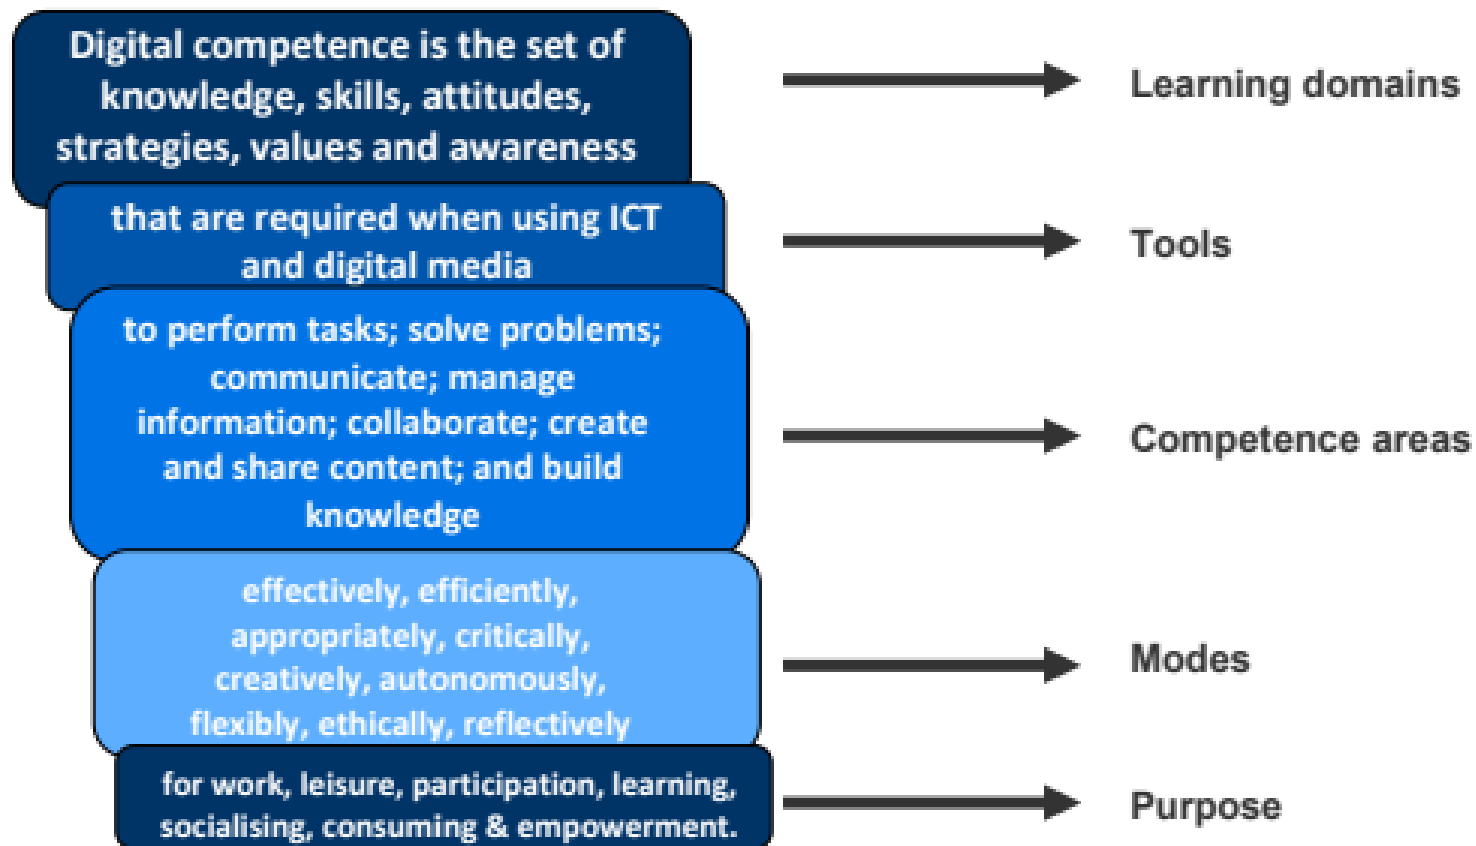 Digital competence is the set of
knowledge, skills, attitudes,
strategies, values and awareness
Learning domains
that are required when using ICT
and digital media
Tools
to perform tasks; solve problems;
communicate; manage
information; collaborate; create
and share content; and build
knowledge
Competence areas
effectively, efficiently,
appropriately, critically,
creatively, autonomously,
flexibly, ethically, reflectively
Modes
for work, leisure, participation, learning,
socialising, consuming & empowerment.
Purpose